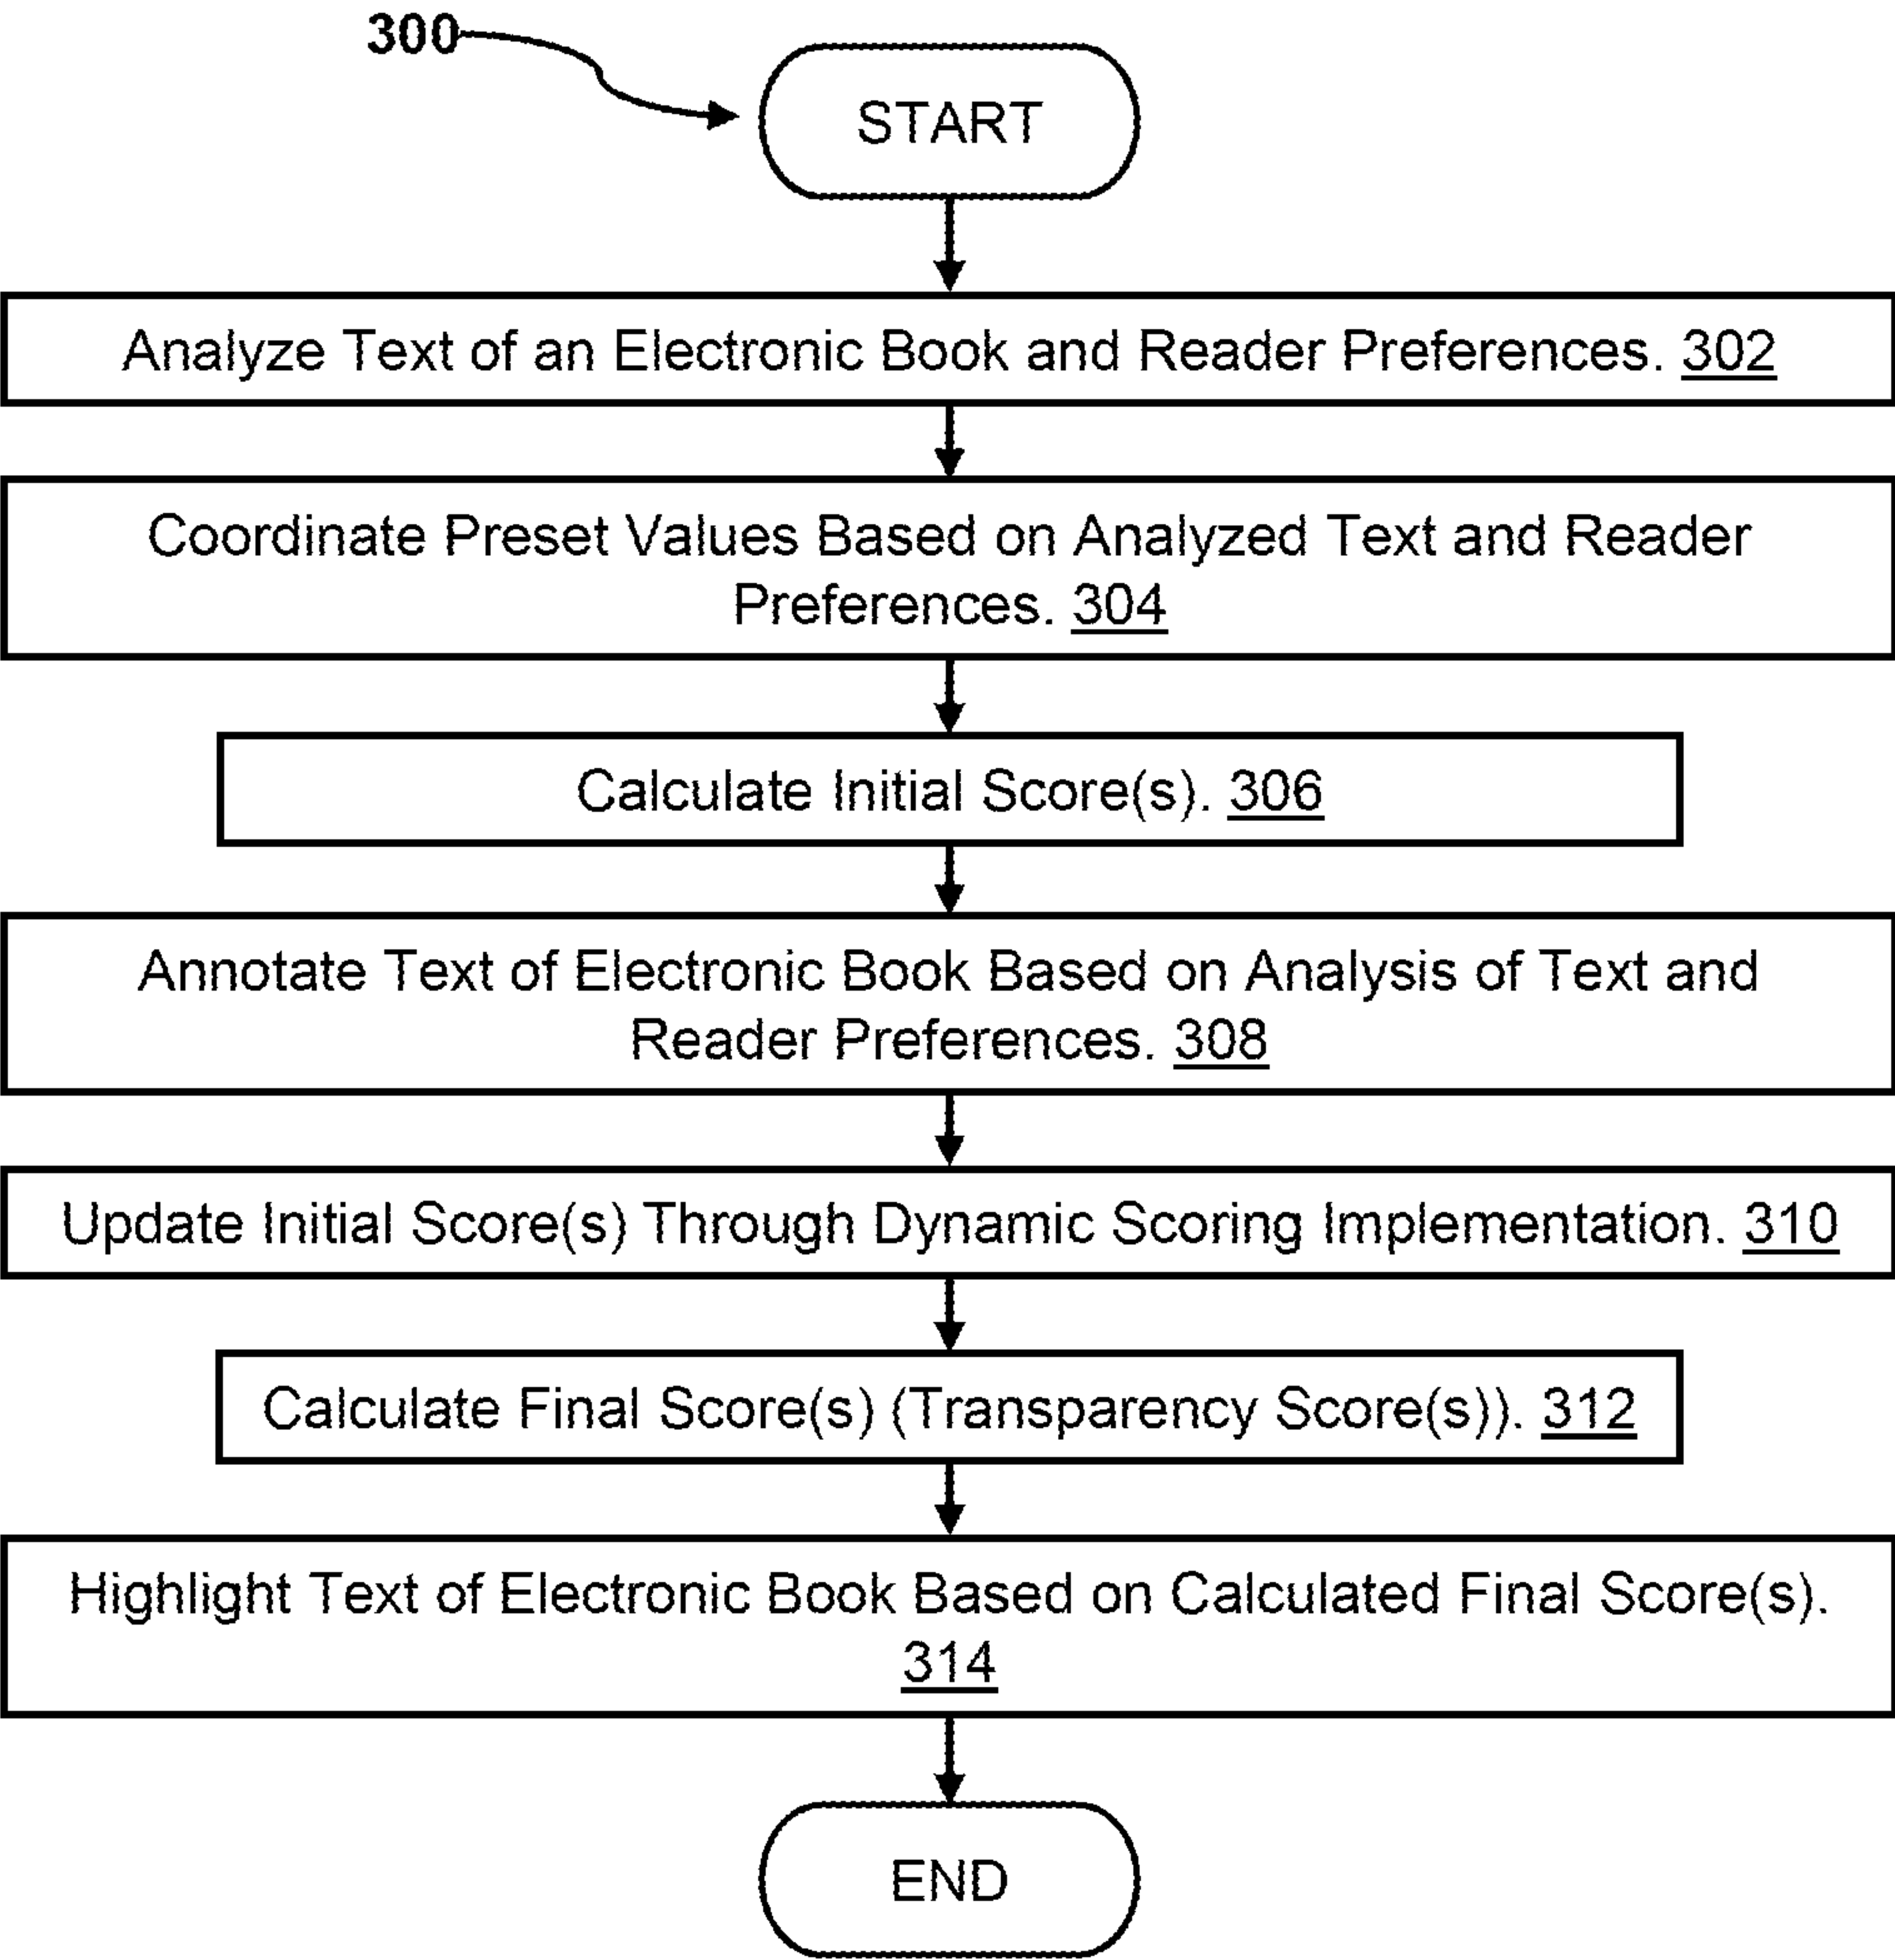 300
START
Analyze Text of an Electronic Book and Reader Preferences. 302
Coordinate Preset Values Based on Analyzed Text and Reader
Preferences. 304
Calculate Initial Score(s). 306
Annotate Text of Electronic Book Based on Analysis of Text and
Reader Preferences. 308
Update Initial Score(s) Through Dynamic Scoring Implementation. 310
Calculate Final Score(s) (Transparency Score(s)). 312
Highlight Text of Electronic Book Based on Calculated Final Score(s).
314
END